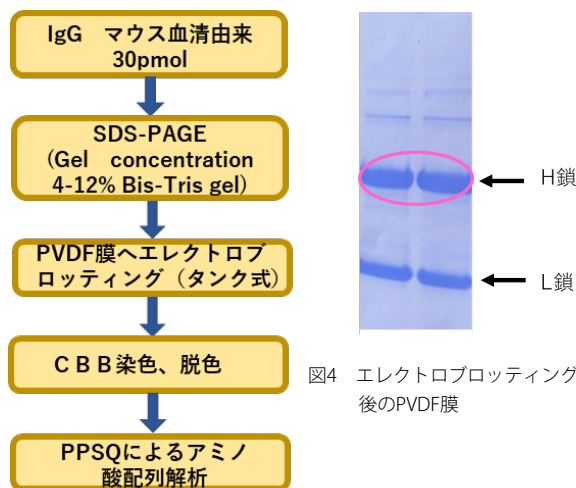 IgG　マウス血清由来
30pmol
SDS-PAGE
(Gel　concentration
4-12% Bis-Tris gel)
PVDF膜へエレクトロブ
ロッティング（タンク式）
ＣＢＢ染色、脱色
PPSQによるアミノ
酸配列解析
H鎖
L鎖
図4　エレクトロブロッティング
後のPVDF膜